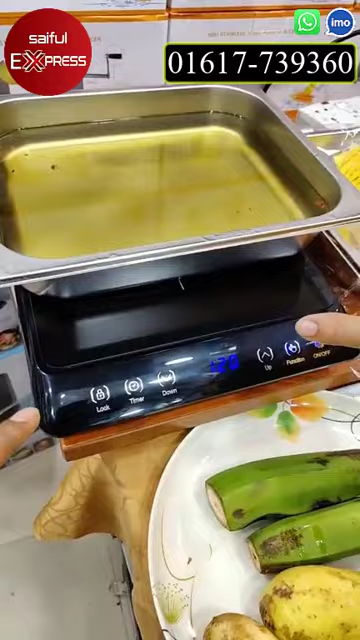 saiful
EXPRESS
imo
01617-739360
Lock
Timer
Down
Up
Function
ON/OFF